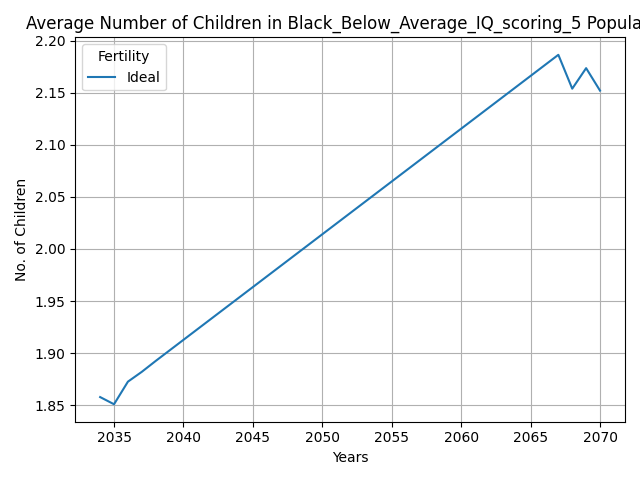 Average Number of Children in Black_Below_Average_IQ_scoring_5 Popula
Fertility
Ideal
2.20
2.15
2.10
2.05
2.00
1.95
1.90
1.85
No. of Children
2035 2040 2045 2050 2055 2060 2065 2070
Years